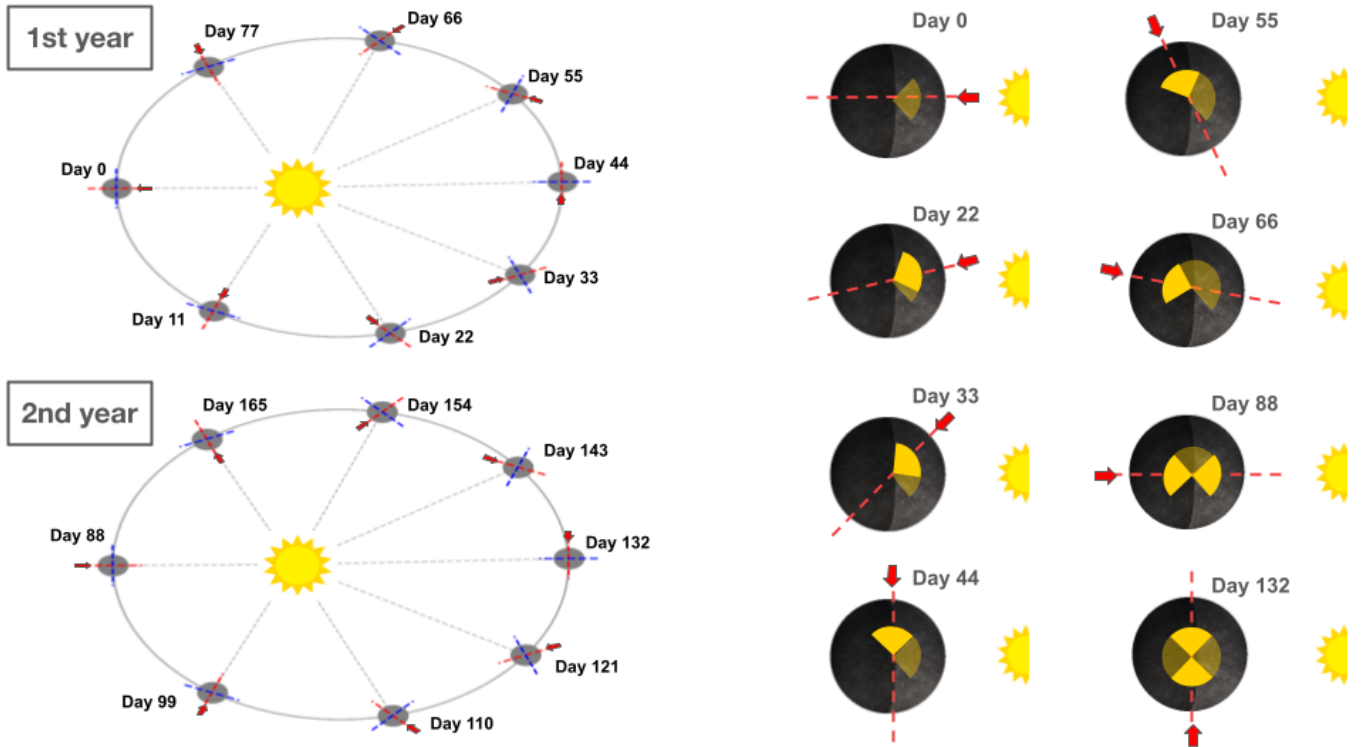 1st year
Day 77
Day 66
Day 55
Day 0
Day 44
Day 33
Day 11
Day 22
2nd year
Day 165
Day 154
Day 143
Day 88
Day 132
Day 121
Day 99
Day 110
Day 0
Day 55
Day 22
Day 66
Day 33
Day 88
Day 44
Day 132